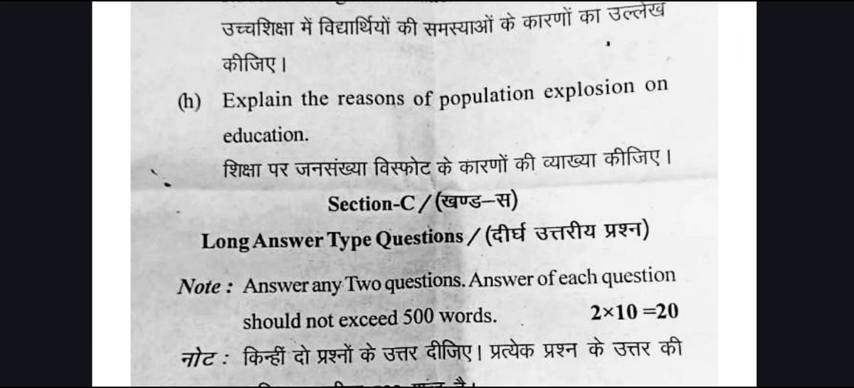 उच्चशिक्षा में विद्यार्थियों की समस्याओं के कारणों का उल्लेख
कीजिए।
(h) Explain the reasons of population explosion on
education.
शिक्षा पर जनसंख्या विस्फोट के कारणों की व्याख्या कीजिए।
Section-C/(खण्ड–स)
Long Answer Type Questions/(दीर्घ उत्तरीय प्रश्न)
Note : Answer any Two questions. Answer of each question
should not exceed 500 words. 2×10=20
नोट : किन्हीं दो प्रश्नों के उत्तर दीजिए। प्रत्येक प्रश्न के उत्तर की